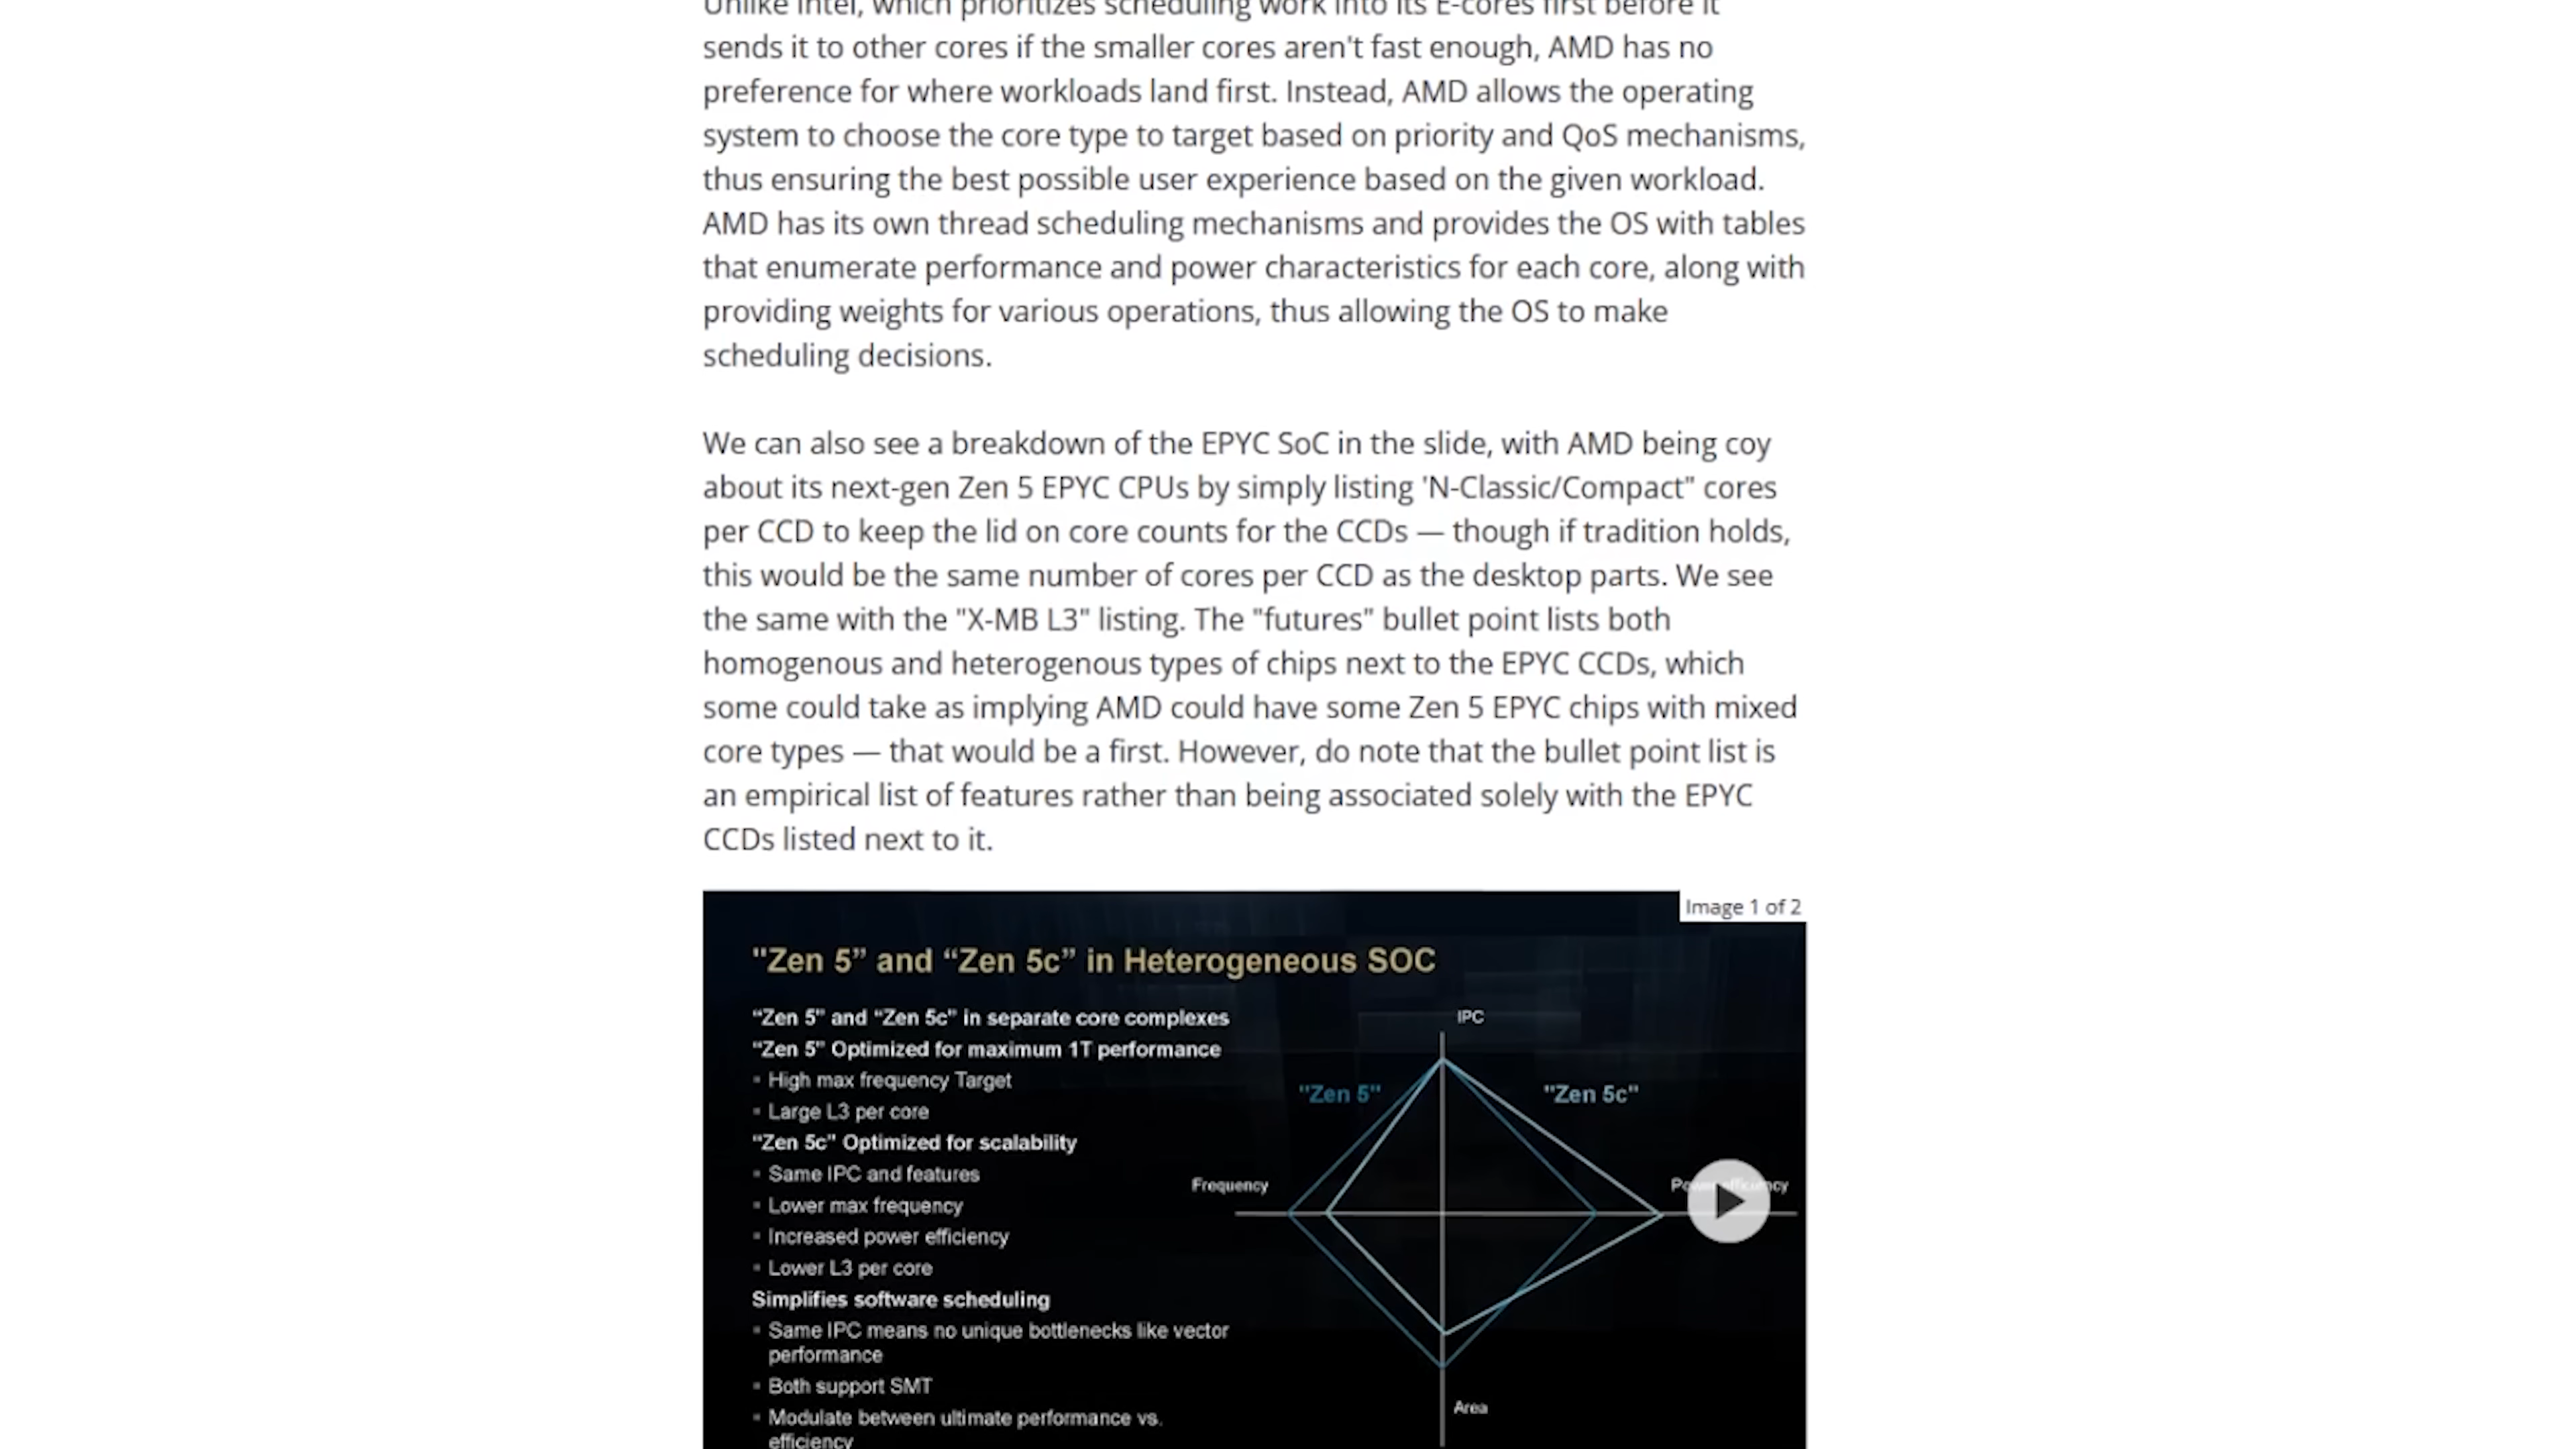 Unlike Intel, which prioritizes scheduling work into its E-cores first before it
sends it to other cores if the smaller cores aren't fast enough, AMD has no
preference for where workloads land first. Instead, AMD allows the operating
system to choose the core type to target based on priority and QoS mechanisms,
thus ensuring the best possible user experience based on the given workload.
AMD has its own thread scheduling mechanisms and provides the OS with tables
that enumerate performance and power characteristics for each core, along with
providing weights for various operations, thus allowing the OS to make
scheduling decisions.
We can also see a breakdown of the EPYC SoC in the slide, with AMD being coy
about its next-gen Zen 5 EPYC CPUs by simply listing 'N-Classic/Compact" cores
per CCD to keep the lid on core counts for the CCDs — though if tradition holds,
this would be the same number of cores per CCD as the desktop parts. We see
the same with the "X-MB L3" listing. The "futures" bullet point lists both
homogenous and heterogenous types of chips next to the EPYC CCDs, which
some could take as implying AMD could have some Zen 5 EPYC chips with mixed
core types — that would be a first. However, do note that the bullet point list is
an empirical list of features rather than being associated solely with the EPYC
CCDs listed next to it.
Image 1 of 2
"Zen 5” and “Zen 5c” in Heterogeneous SOC
“Zen 5” and “Zen 5c” in separate core complexes
“Zen 5” Optimized for maximum 1T performance
▪ High max frequency Target
▪ Large L3 per core
“Zen 5c” Optimized for scalability
▪ Same IPC and features
▪ Lower max frequency
▪ Increased power efficiency
▪ Lower L3 per core
Simplifies software scheduling
▪ Same IPC means no unique bottlenecks like vector
performance
▪ Both support SMT
▪ Modulate between ultimate performance vs.
efficiency
IPC
"Zen 5"
"Zen 5c"
Frequency
Power efficiency
Area